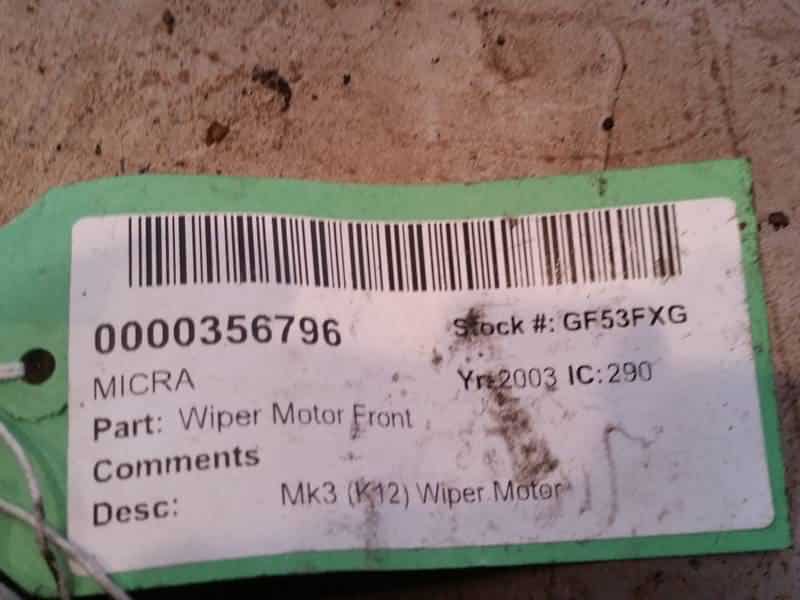 0000356796 Stock #: GF53FXG
MICRA Yr: 2003 IC: 290
Part: Wiper Motor Front
Comments
Desc: Mk3 (K12) Wiper Motor